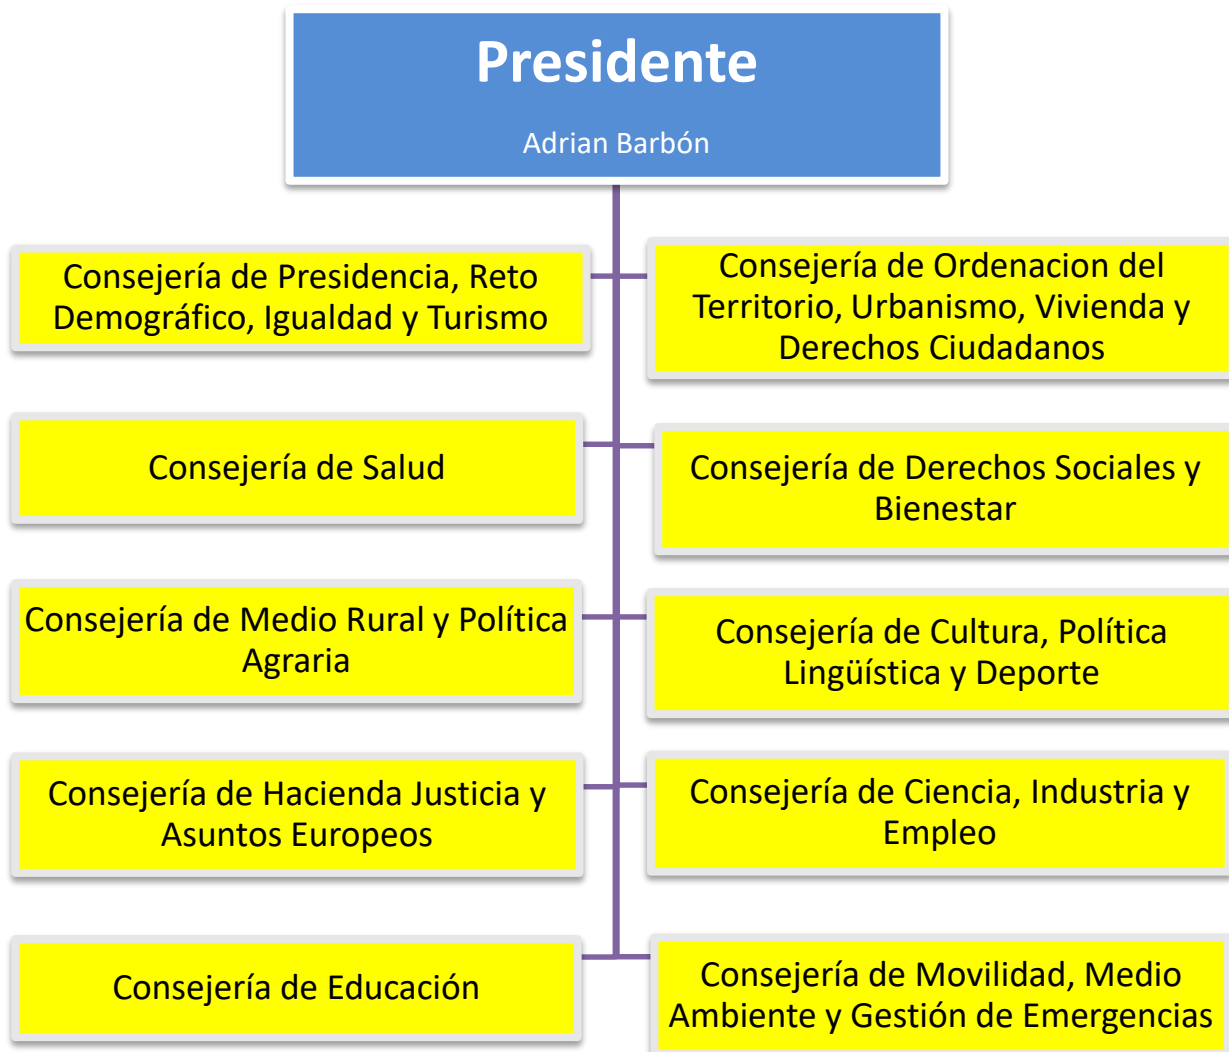 Presidente
Adrian Barbón
Consejería de Presidencia, Reto
Demográfico, Igualdad y Turismo
Consejería de Ordenacion del
Territorio, Urbanismo, Vivienda y
Derechos Ciudadanos
Consejería de Salud
Consejería de Derechos Sociales y
Bienestar
Consejería de Medio Rural y Política
Agraria
Consejería de Cultura, Política
Lingüística y Deporte
Consejería de Hacienda Justicia y
Asuntos Europeos
Consejería de Ciencia, Industria y
Empleo
Consejería de Educación
Consejería de Movilidad, Medio
Ambiente y Gestión de Emergencias